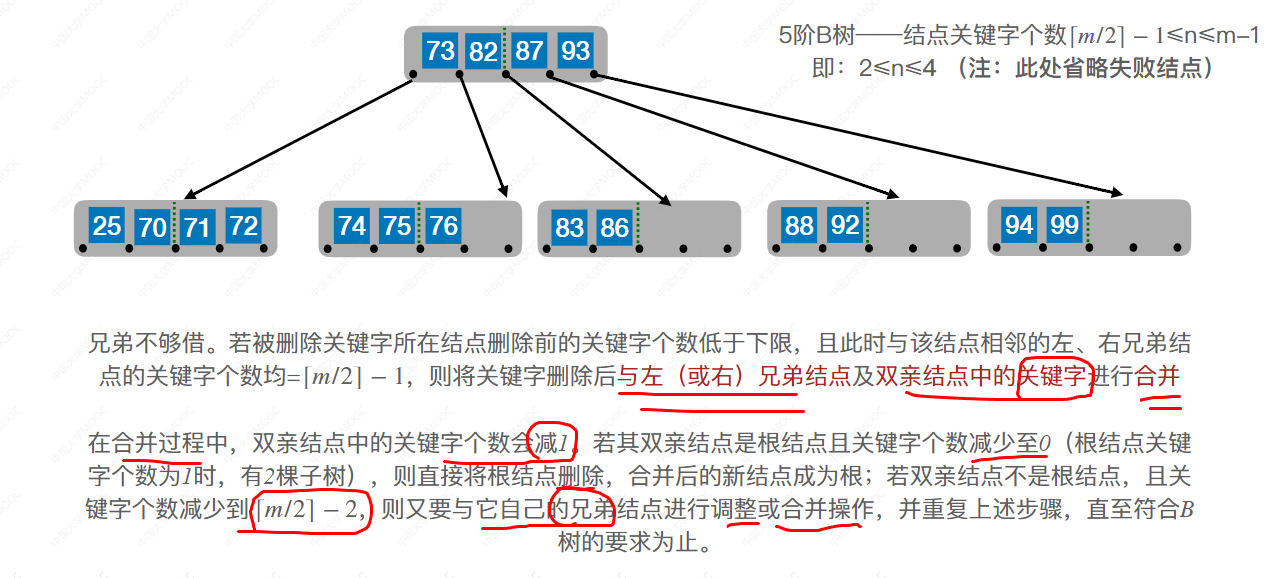 73 82 87 93
5阶B树——结点关键字个数⌈m/2⌉ − 1≤n≤m–1
即：2≤n≤4 （注：此处省略失败结点）
25 70 71 72
74 75 76
83 86
88 92
94 99
兄弟不够借。若被删除关键字所在结点删除前的关键字个数低于下限，且此时与该结点相邻的左、右兄弟结
点的关键字个数均=⌈m/2⌉ − 1，则将关键字删除后与左（或右）兄弟结点及双亲结点中的关键字进行合并
在合并过程中，双亲结点中的关键字个数会减1。若其双亲结点是根结点且关键字个数减少至0（根结点关键
字个数为1时，有2棵子树），则直接将根结点删除，合并后的新结点成为根；若双亲结点不是根结点，且关
键字个数减少到⌈m/2⌉ − 2，则又要与它自己的兄弟结点进行调整或合并操作，并重复上述步骤，直至符合B
树的要求为止。
中国大学MOOC